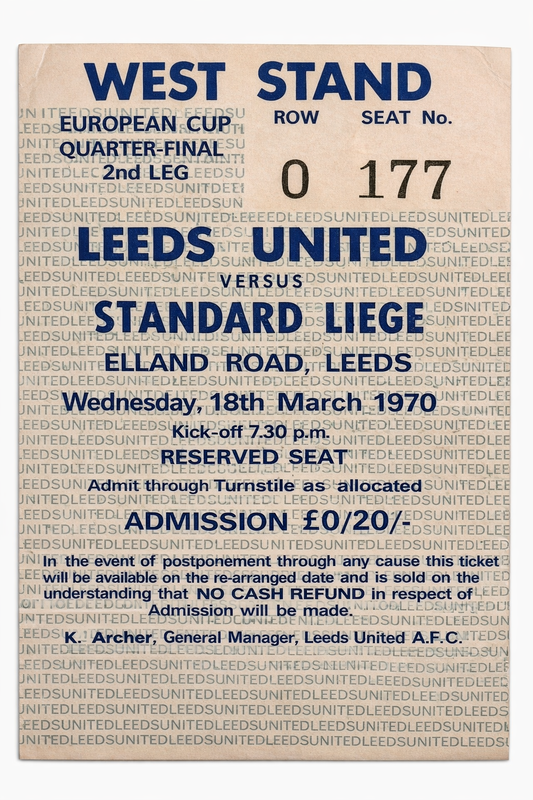 WEST STAND
EUROPEAN CUP
QUARTER-FINAL
2nd LEG
ROW SEAT No.
O 177
LEEDS UNITED
VERSUS
STANDARD LIEGE
ELLAND ROAD, LEEDS
Wednesday, 18th March 1970
Kick-off 7.30 p.m.
RESERVED SEAT
Admit through Turnstile as allocated
ADMISSION £0/20/-
In the event of postponement through any cause this ticket
will be available on the re-arranged date and is sold on the
understanding that NO CASH REFUND in respect of
Admission will be made.
K. Archer, General Manager, Leeds United A.F.C.